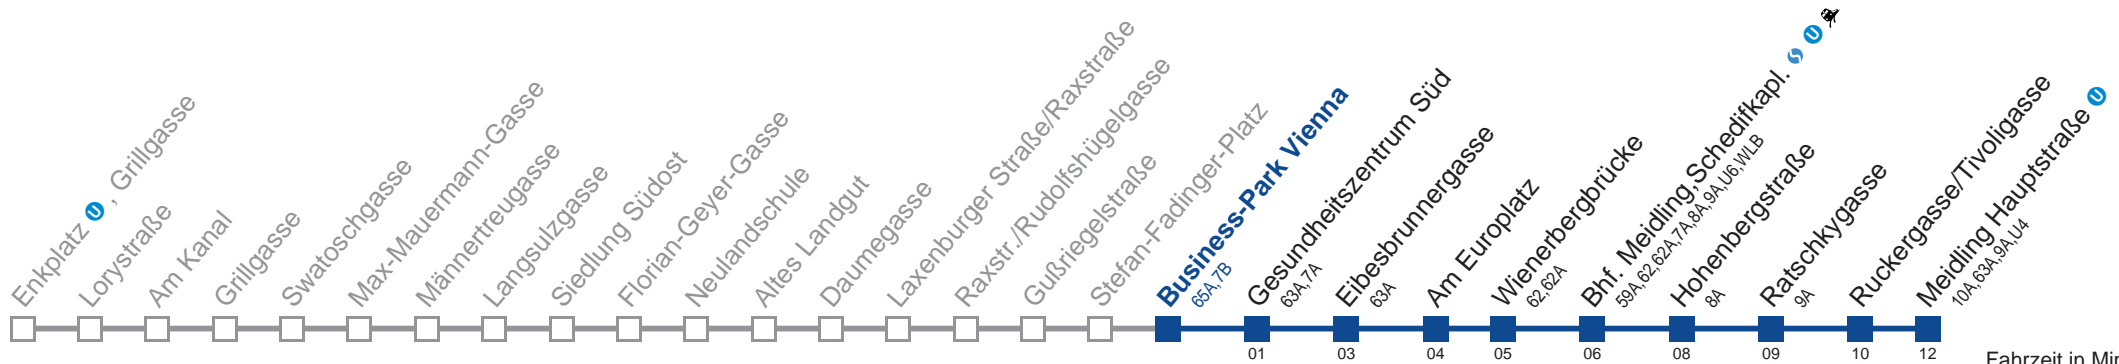 Enkplatz U , Grillgasse
Lorystraße
Am Kanal
Grillgasse
Swatoschgasse
Max-Mauermann-Gasse
Männertreugasse
Langsulzgasse
Siedlung Südost
Florian-Geyer-Gasse
Neulandschule
Altes Landgut
Daumegasse
Laxenburger Straße/Raxstraße
Raxstr./Rudolfshügelgasse
Gußriegelstraße
Stefan-Fadinger-Platz
Business-Park Vienna
65A,7B
Gesundheitszentrum Süd
63A,7A
01
Eibesbrunnergasse
63A
03
Am Europlatz
04
Wienerbergbrücke
62,62A
05
Bhf. Meidling,Schedifkapl. S U
59A,62,62A,7A,8A,9A,U6,WLB
06
Hohenbergstraße
8A
08
Ratschkygasse
9A
09
Ruckergasse/Tivoligasse
10
Meidling Hauptstraße U
10A,63A,9A,U4
12
Fahrzeit in Min